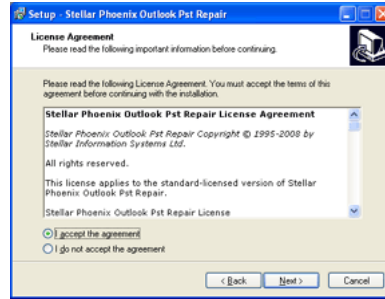 Setup - Stellar Phoenix Outlook Pst Repair
License Agreement
Please read the following important information before continuing.
Please read the following License Agreement. You must accept the terms of this
agreement before continuing with the installation.
Stellar Phoenix Outlook Pst Repair License Agreement
Stellar Phoenix Outlook Pst Repair Copyright © 1995-2008 by
Stellar Information Systems Ltd.
All rights reserved.
This license applies to the standard-licensed version of Stellar
Phoenix Outlook Pst Repair.
Stellar Phoenix Outlook Pst Repair License
I accept the agreement
I do not accept the agreement
< Back Next > Cancel